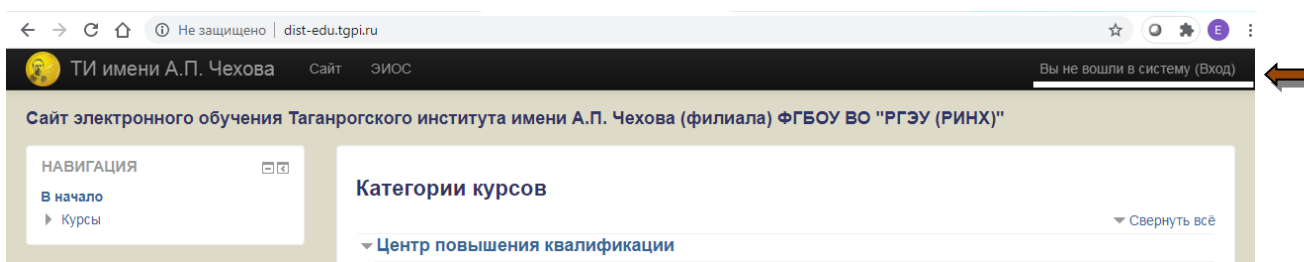 Не защищено | dist-edu.tgpi.ru E
ТИ имени А.П. Чехова Сайт ЭИОС Вы не вошли в систему (Вход)
Сайт электронного обучения Таганрогского института имени А.П. Чехова (филиала) ФГБОУ ВО "РГЭУ (РИНХ)"
НАВИГАЦИЯ
В начало
Курсы
Категории курсов
Свернуть всё
Центр повышения квалификации